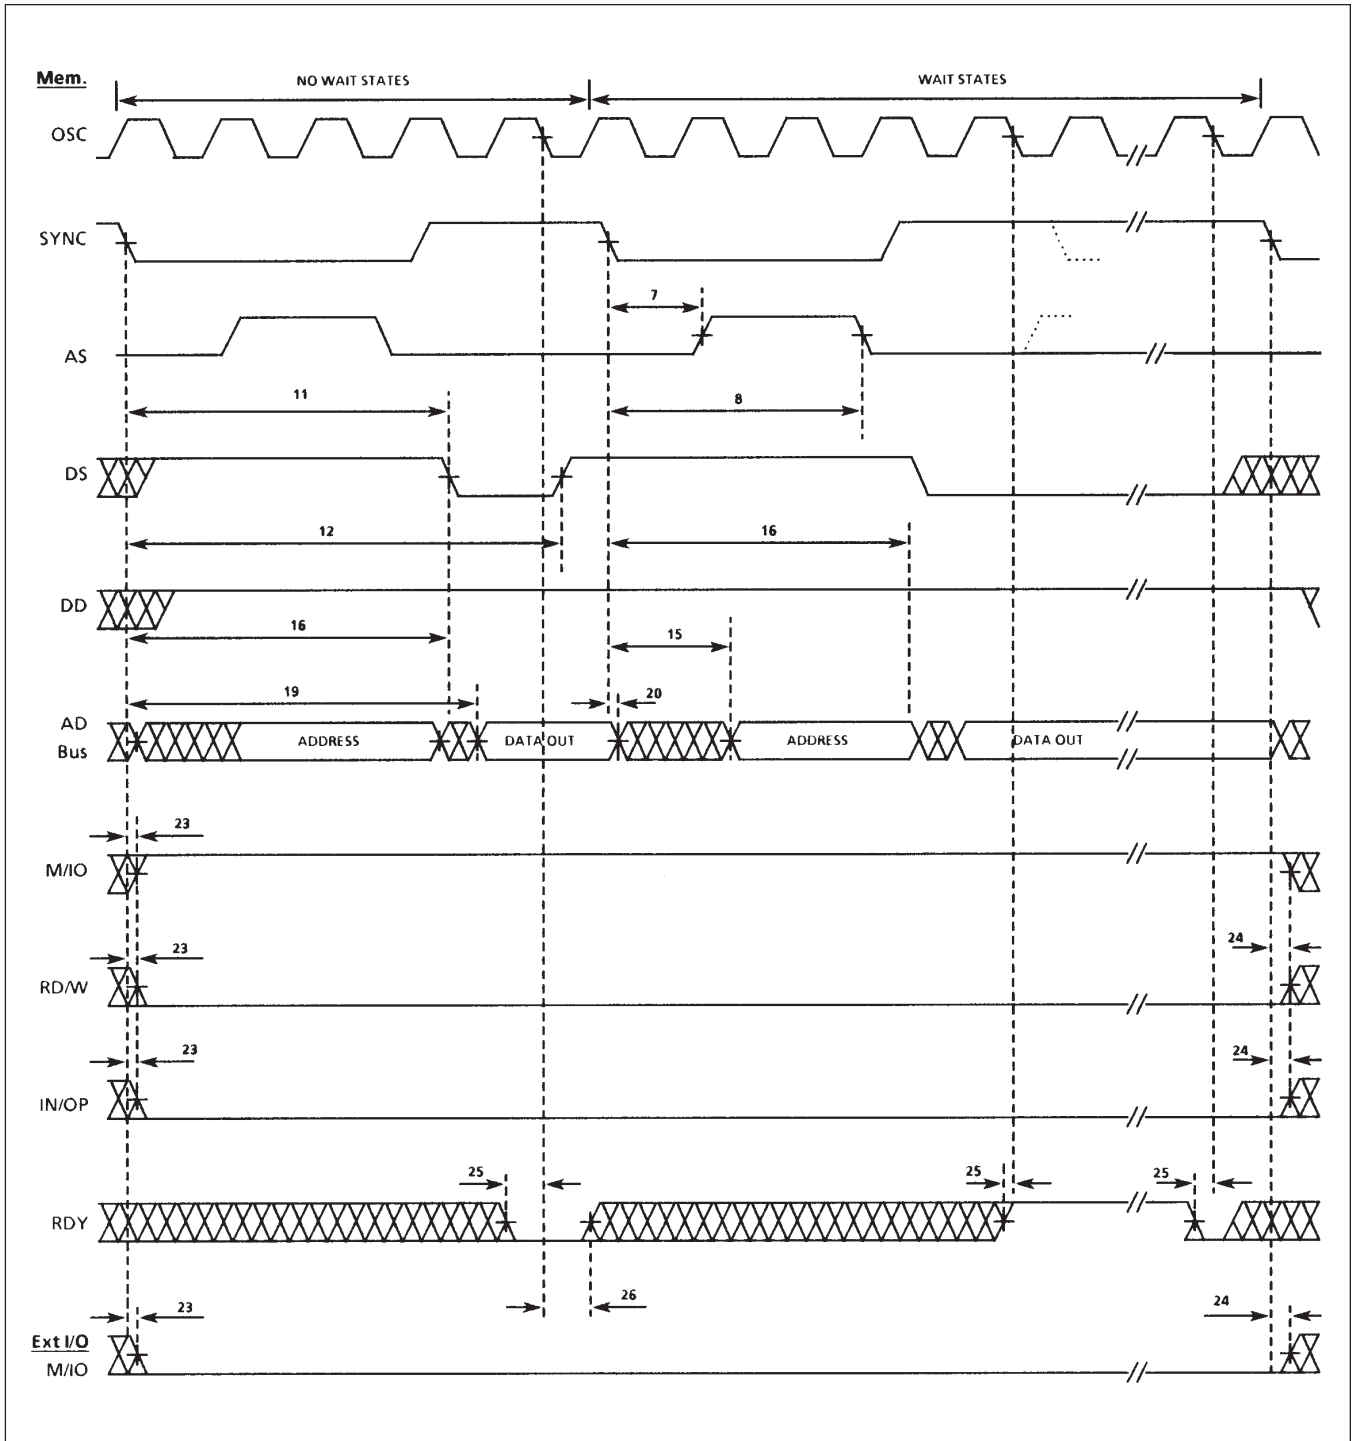 Mem.
NO WAIT STATES
WAIT STATES
OSC
SYNC
7
AS
11
8
DS
12
16
DD
16
15
19
20
AD
Bus
ADDRESS
DATA OUT
ADDRESS
DATA OUT
23
M/IO
23
24
RD/W
23
24
IN/OP
25
25
25
RDY
26
23
24
Ext I/O
M/IO